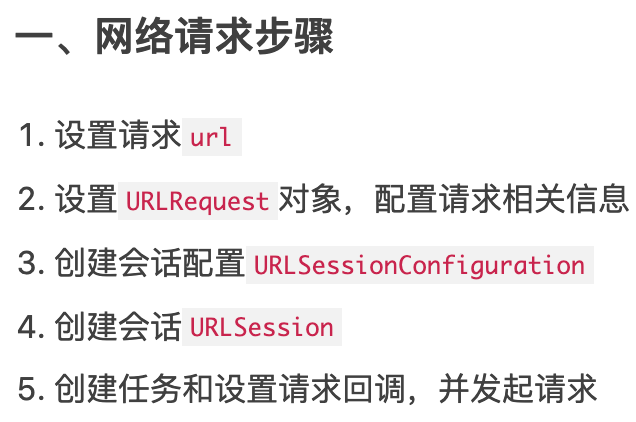 一、网络请求步骤
1. 设置请求url
2. 设置URLRequest对象，配置请求相关信息
3. 创建会话配置URLSessionConfiguration
4. 创建会话URLSession
5. 创建任务和设置请求回调，并发起请求